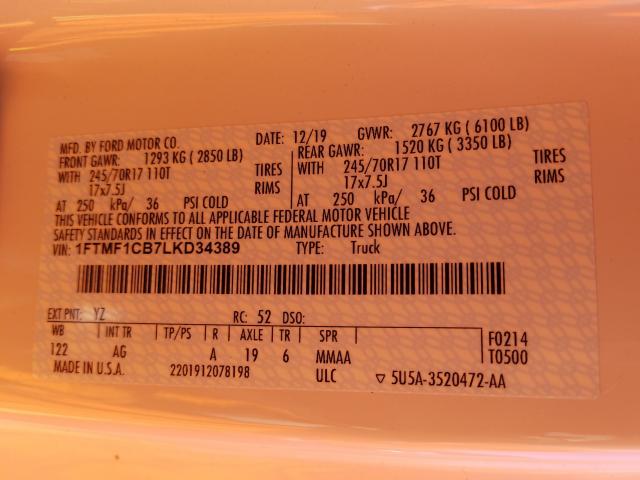 MFD. BY FORD MOTOR CO. DATE: 12/19 GVWR: 2767 KG ( 6100 LB)
FRONT GAWR: 1293 KG ( 2850 LB) REAR GAWR: 1520 KG ( 3350 LB)
WITH 245/70R17 110T TIRES WITH 245/70R17 110T TIRES
17x7.5J RIMS 17x7.5J RIMS
AT 250 kPa/ 36 PSI COLD AT 250 kPa/ 36 PSI COLD
THIS VEHICLE CONFORMS TO ALL APPLICABLE FEDERAL MOTOR VEHICLE
SAFETY STANDARDS IN EFFECT ON THE DATE OF MANUFACTURE SHOWN ABOVE.
VIN: 1FTMF1CB7LKD34389 TYPE: Truck
EXT PNT: YZ RC: 52 DSO:
WB INT TR TP/PS R AXLE TR SPR F0214
122 AG A 19 6 MMAA T0500
MADE IN U.S.A. 2201912078198 ULC ▽ 5U5A-3520472-AA